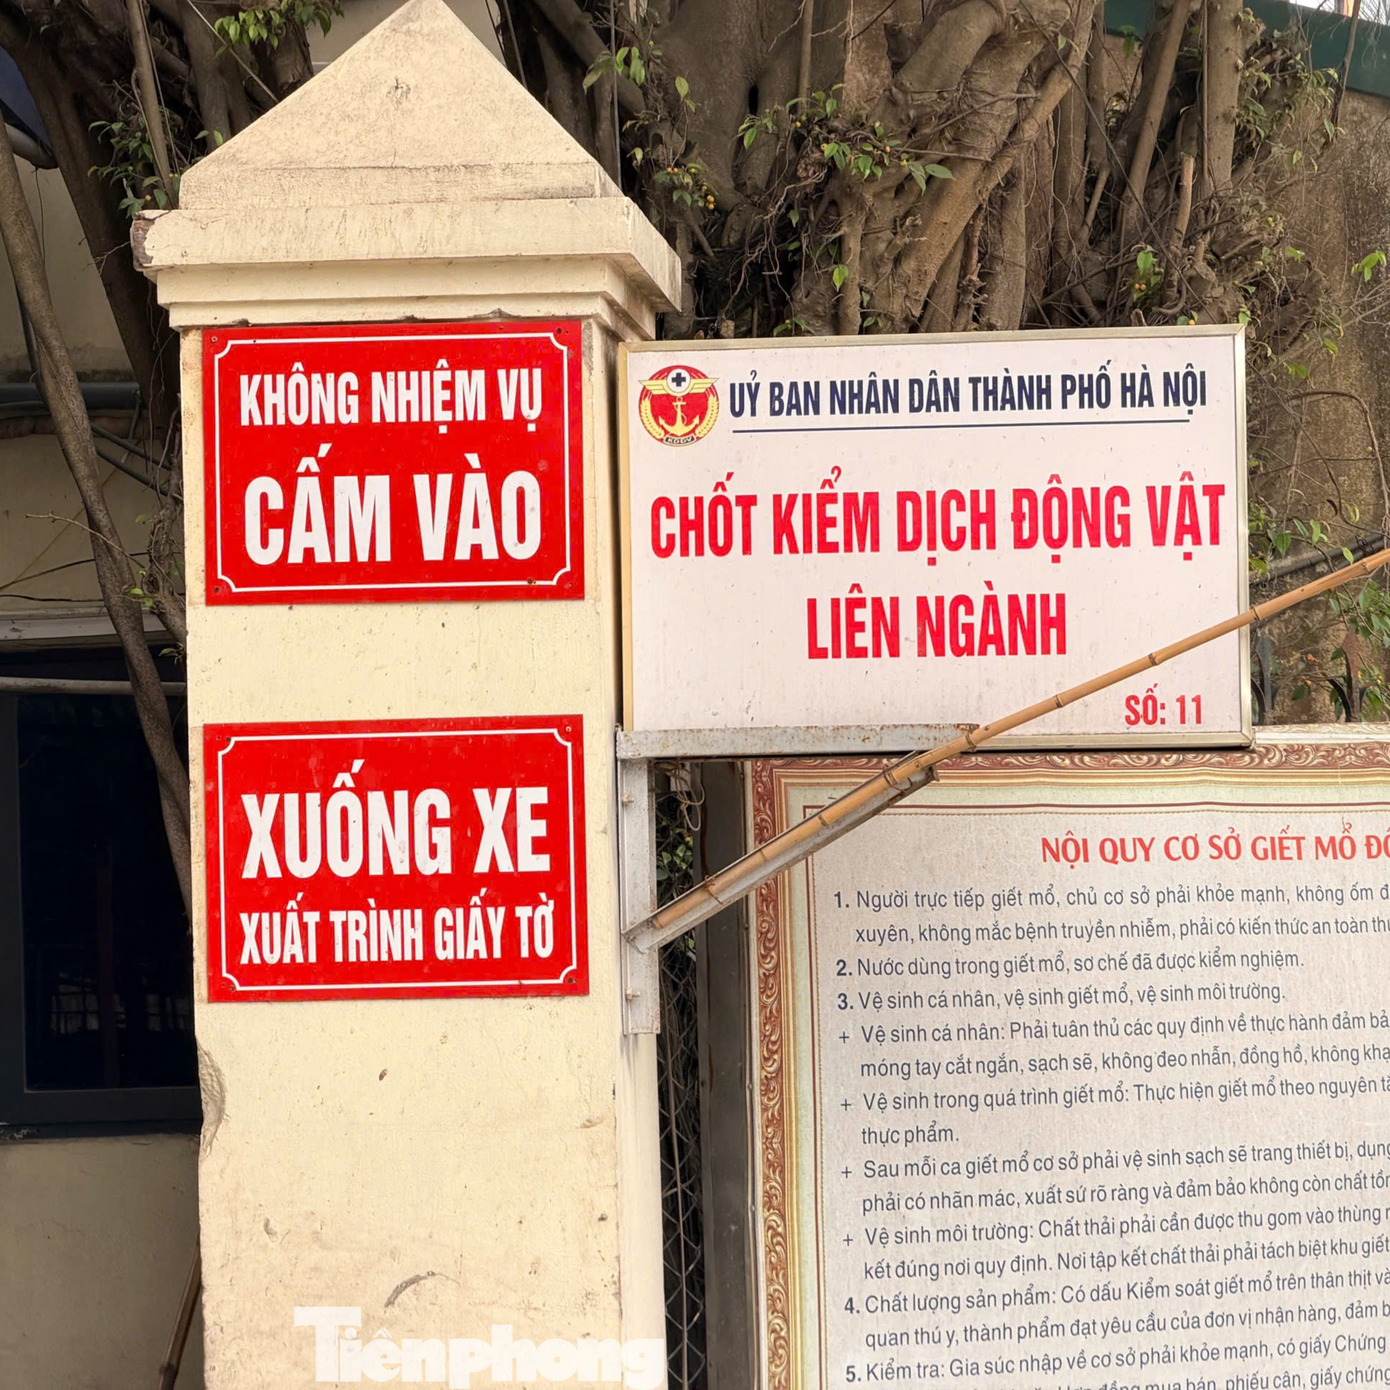 KHÔNG NHIỆM VỤ
CẤM VÀO
XUỐNG XE
XUẤT TRÌNH GIẤY TỜ
UỶ BAN NHÂN DÂN THÀNH PHỐ HÀ NỘI
CHỐT KIỂM DỊCH ĐỘNG VẬT
LIÊN NGÀNH
SỐ: 11
KDĐV
NỘI QUY CƠ SỞ GIẾT MỔ
1. Người trực tiếp giết mổ, chủ cơ sở phải khỏe mạnh, không ốm
xuyên, không mắc bệnh truyền nhiễm, phải có kiến thức an toàn
2. Nước dùng trong giết mổ, sơ chế đã được kiểm nghiệm.
3. Vệ sinh cá nhân, vệ sinh giết mổ, vệ sinh môi trường.
+ Vệ sinh cá nhân: Phải tuân thủ các quy định về thực hành đảm
móng tay cắt ngắn, sạch sẽ, không đeo nhẫn, đồng hồ, không
+ Vệ sinh trong quá trình giết mổ: Thực hiện giết mổ theo nguyên
thực phẩm.
+ Sau mỗi ca giết mổ cơ sở phải vệ sinh sạch sẽ trang thiết bị,
phải có nhãn mác, xuất sứ rõ ràng và đảm bảo không còn chất
+ Vệ sinh môi trường: Chất thải phải cần được thu gom vào thùng
kết đúng nơi quy định. Nơi tập kết chất thải phải tách biệt khu giết
4. Chất lượng sản phẩm: Có dấu Kiểm soát giết mổ trên thân thịt và
quan thú y, thành phẩm đạt yêu cầu của đơn vị nhận hàng, đảm
5. Kiểm tra: Gia súc nhập về cơ sở phải khỏe mạnh, có giấy Chứng
mua bán, phiếu cân, giấy chứng
Tiênphong